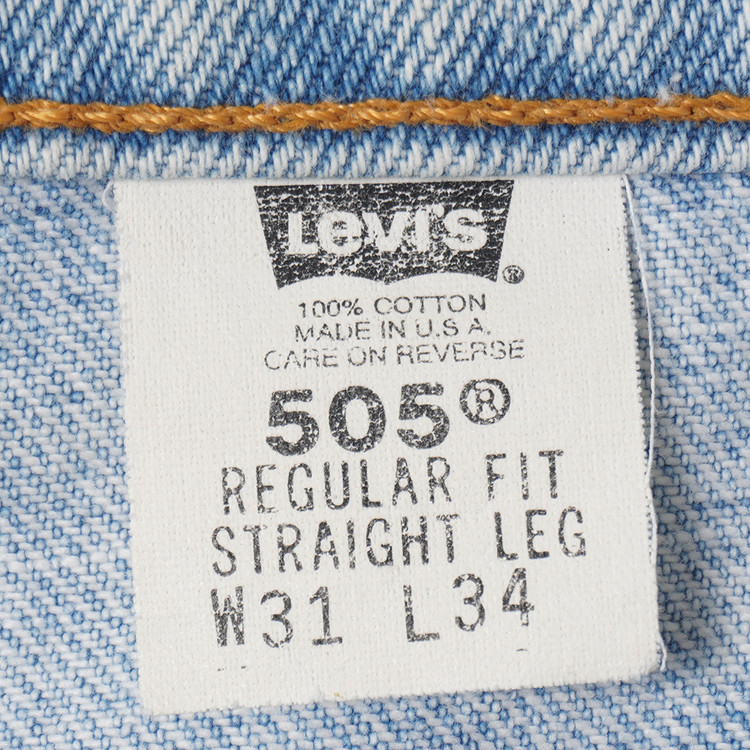 Levi's ®
100% COTTON
MADE IN U.S.A.
CARE ON REVERSE
505®
REGULAR FIT
STRAIGHT LEG
W31 L34